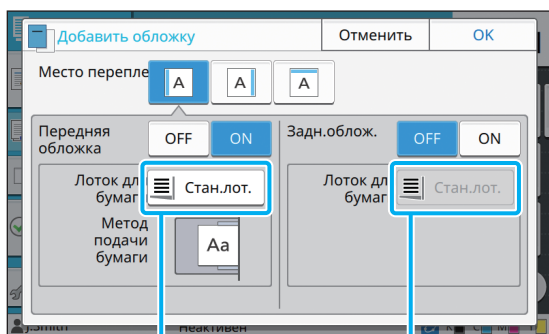 Добавить обложку
Отменить
OK
Место перепле
A
A
A
Передняя
обложка
OFF
ON
Задн.облож.
OFF
ON
Лоток для
бумаги
Стан.лот.
Лоток дл
бумаг
Стан.лот.
Метод
подачи
бумаги
Aa
J.Smith
Неактивен
K
C
M
Y